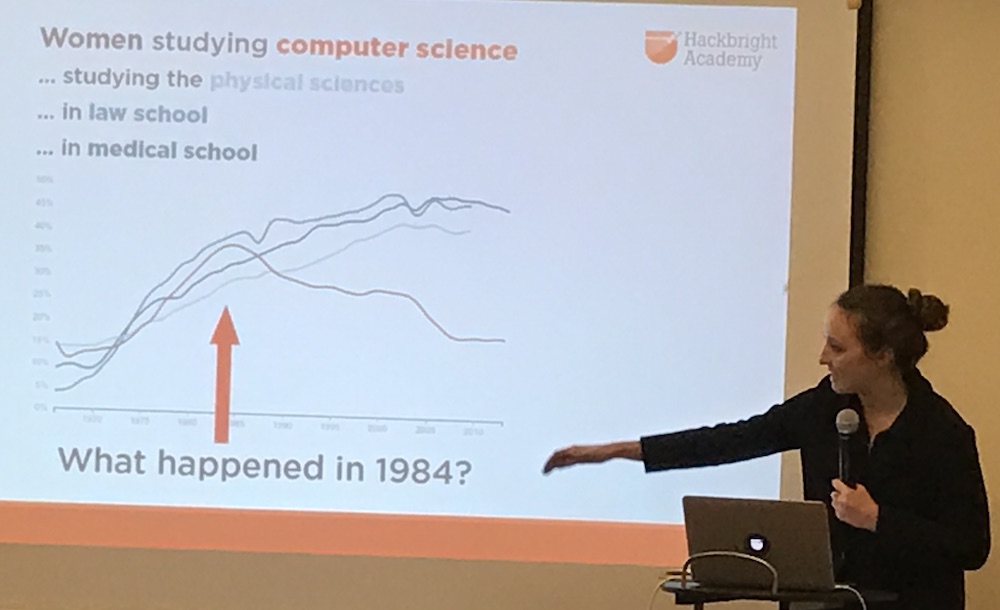 Women studying computer science
... studying the physical sciences
... in law school
... in medical school
Hackbright
Academy
50%
45%
40%
35%
30%
25%
20%
15%
10%
5%
0%
1970 1975 1980 1985 1990 1995 2000 2005 2010
What happened in 1984?